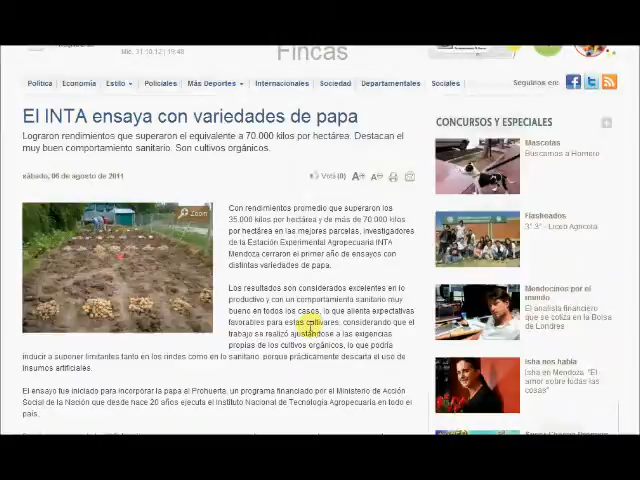 Mie. 31.10.12 | 19:48
Fincas
Política Economía Estilo Policiales Más Deportes Internacionales Sociedad Departamentales Sociales Seguinos en:
El INTA ensaya con variedades de papa
Lograron rendimientos que superaron el equivalente a 70.000 kilos por hectárea. Destacan el
muy buen comportamiento sanitario. Son cultivos orgánicos.
sábado, 06 de agosto de 2011
Votá (0)
Zoom
Con rendimientos promedio que superaron los
35.000 kilos por hectárea y de más de 70.000 kilos
por hectárea en las mejores parcelas, investigadores
de la Estación Experimental Agropecuaria INTA
Mendoza cerraron el primer año de ensayos con
distintas variedades de papa.
Los resultados son considerados excelentes en lo
productivo y con un comportamiento sanitario muy
bueno en todos los casos, lo que alienta expectativas
favorables para estas cultivares, considerando que el
trabajo se realizó ajustándose a las exigencias
propias de los cultivos orgánicos, lo que podría
inducir a suponer limitantes tanto en los rindes como en lo sanitario, porque prácticamente descarta el uso de
insumos artificiales.
El ensayo fue iniciado para incorporar la papa al Prohuerta, un programa financiado por el Ministerio de Acción
Social de la Nación que desde hace 20 años ejecuta el Instituto Nacional de Tecnología Agropecuaria en todo el
país.
CONCURSOS Y ESPECIALES
Mascotas
Buscamos a Homero
Flasheados
3° 3° - Liceo Agrícola
Mendocinos por el
mundo
El analista financiero
que se cotiza en la Bolsa
de Londres
Isha nos habla
Isha en Mendoza "El
amor sobre todas las
cosas"